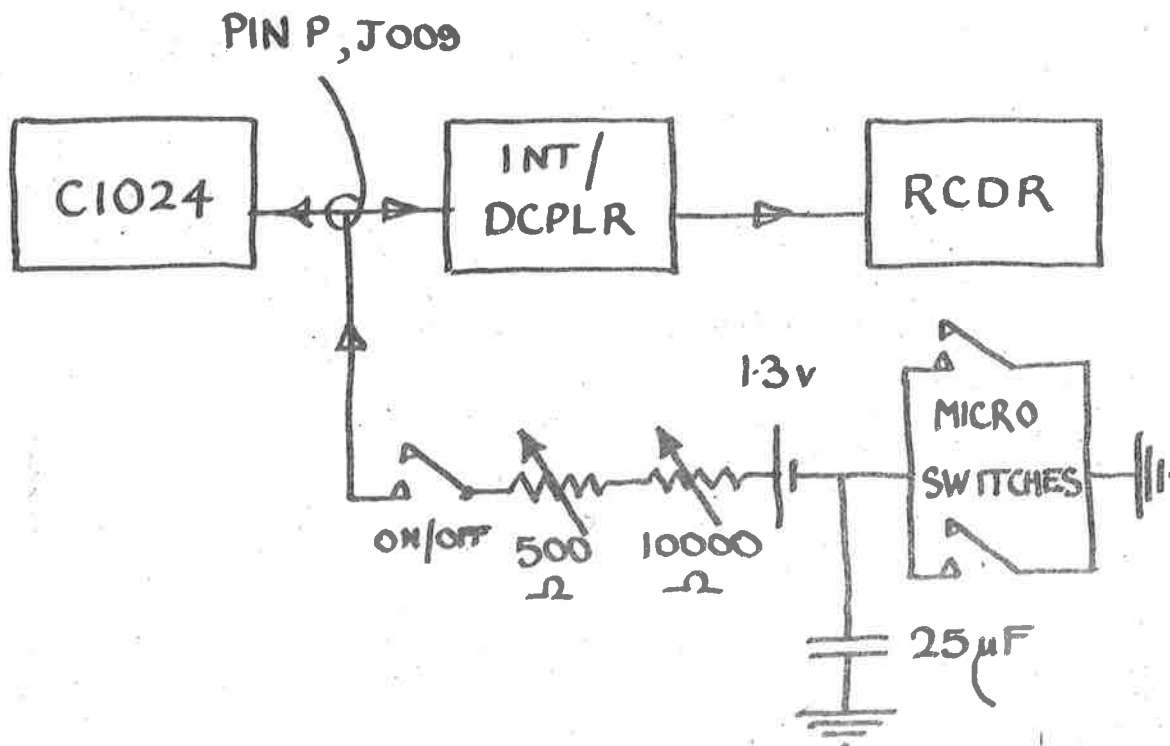 PIN P, J009
C1024
INT/
DCPLR
RCDR
1.3v
MICRO
SWITCHES
ON/OFF
500
Ω
10000
Ω
25µF